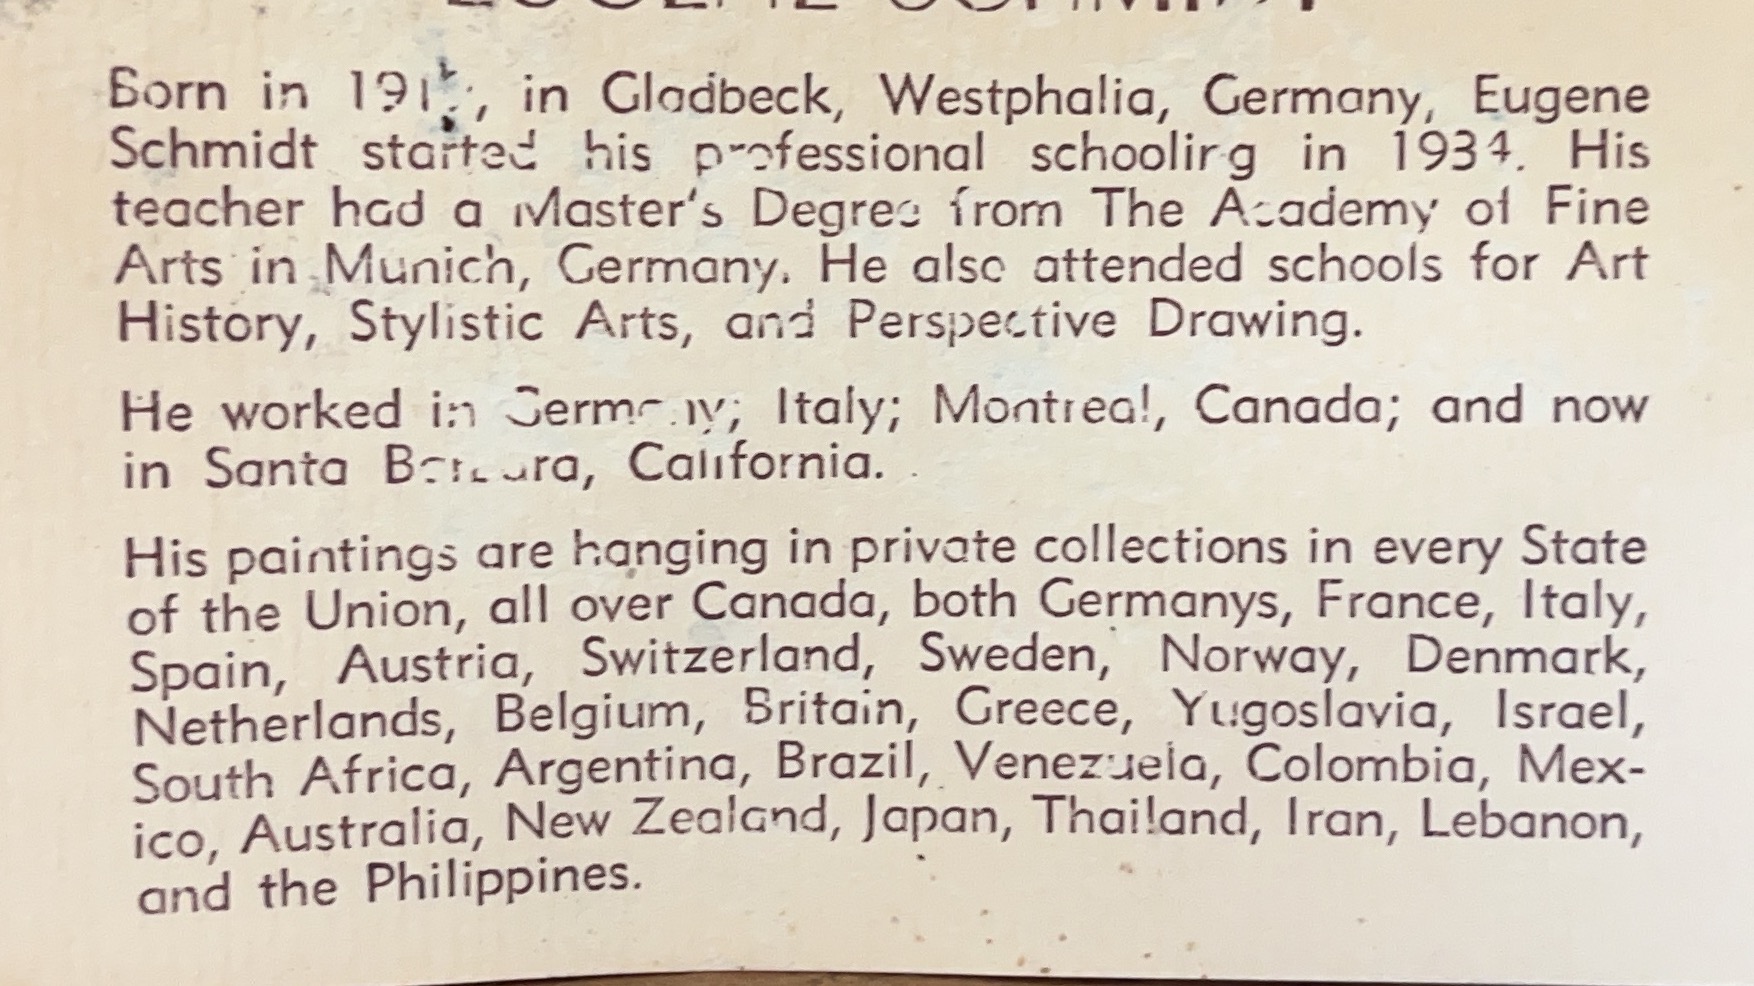 EUGENE SCHMIDT
Born in in Gladbeck, Westphalia, Germany, Eugene
Schmidt started his professional schooling in 1934. His
teacher had a Master's Degree from The Academy of Fine
Arts in Munich, Germany. He also attended schools for Art
History, Stylistic Arts, and Perspective Drawing.
He worked in Germany; Italy; Montreal, Canada; and now
in Santa Barbara, California.
His paintings are hanging in private collections in every State
of the Union, all over Canada, both Germanys, France, Italy,
Spain, Austria, Switzerland, Sweden, Norway, Denmark,
Netherlands, Belgium, Britain, Greece, Yugoslavia, Israel,
South Africa, Argentina, Brazil, Venezuela, Colombia, Mex-
ico, Australia, New Zealand, Japan, Thailand, Iran, Lebanon,
and the Philippines.